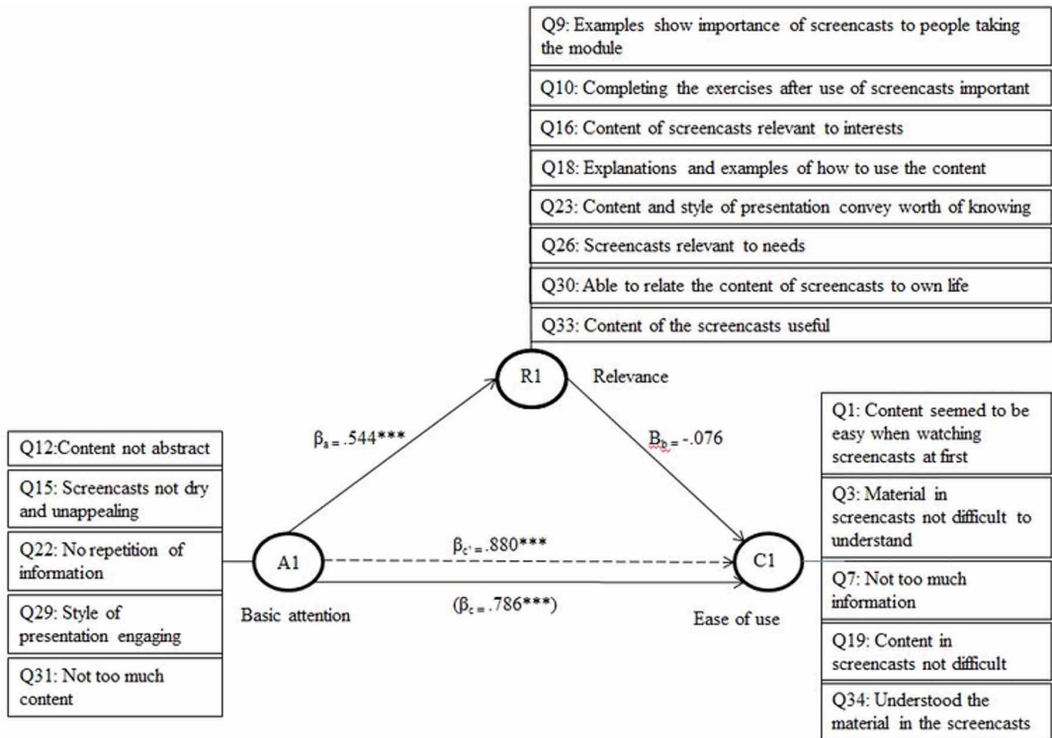 Q9: Examples show importance of screencasts to people taking
the module
Q10: Completing the exercises after use of screencasts important
Q16: Content of screencasts relevant to interests
Q18: Explanations and examples of how to use the content
Q23: Content and style of presentation convey worth of knowing
Q26: Screencasts relevant to needs
Q30: Able to relate the content of screencasts to own life
Q33: Content of the screencasts useful
R1 Relevance
βa = .544***
Bb = -.076
Q12:Content not abstract
Q15: Screencasts not dry
and unappealing
Q22: No repetition of
information
Q29: Style of
presentation engaging
Q31: Not too much
content
A1
Basic attention
βc' = .880***
(βc = .786***)
C1
Ease of use
Q1: Content seemed to be
easy when watching
screencasts at first
Q3: Material in
screencasts not difficult to
understand
Q7: Not too much
information
Q19: Content in
screencasts not difficult
Q34: Understood the
material in the screencasts